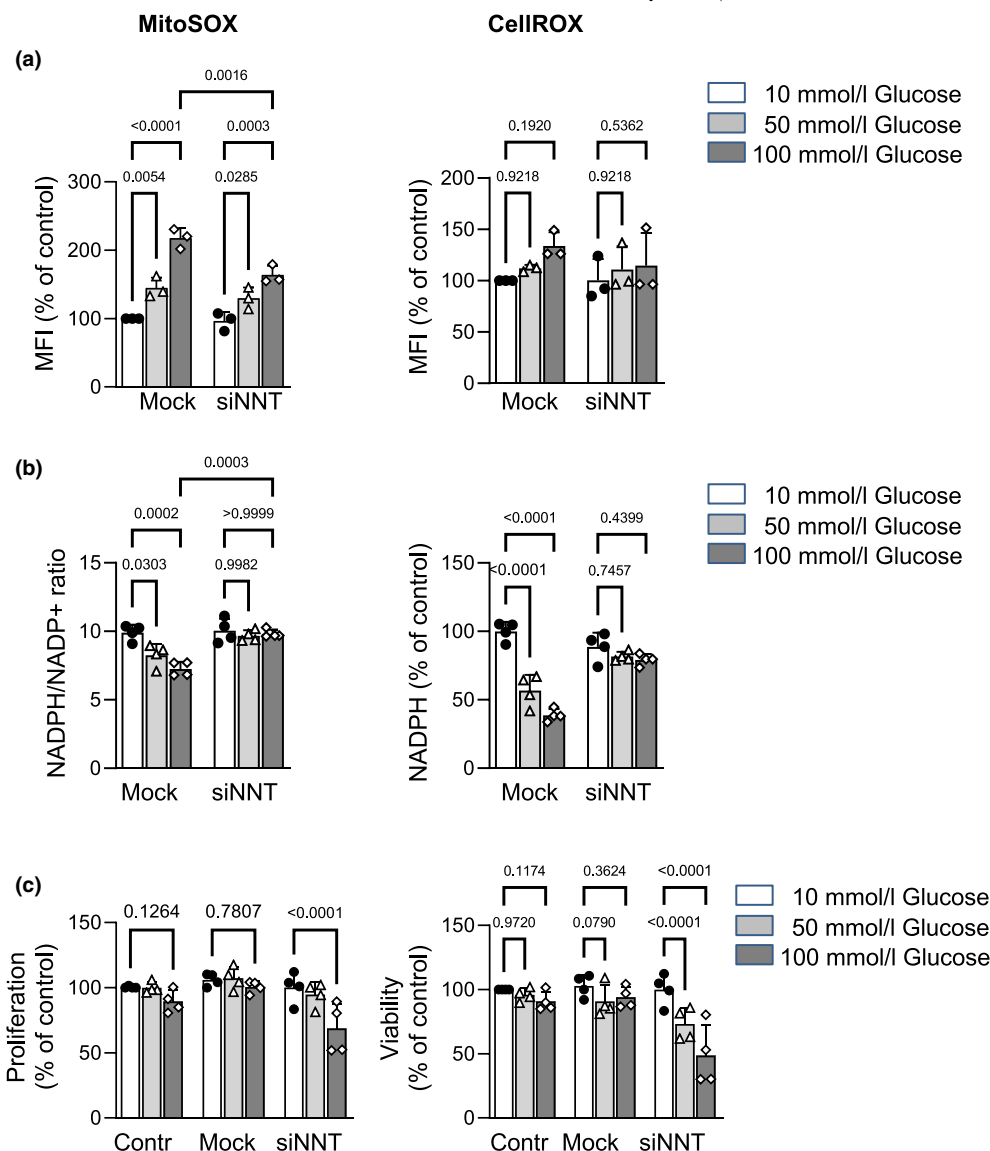 MitoSOX
CellROX
(a)
0.0016
<0.0001 0.0003
0.0054 0.0285
300
200
100
0
MFI (% of control)
Mock siNNT
0.1920 0.5362
0.9218 0.9218
200
150
100
50
0
MFI (% of control)
Mock siNNT
10 mmol/l Glucose
50 mmol/l Glucose
100 mmol/l Glucose
(b)
0.0003
0.0002 >0.9999
0.0303 0.9982
15
10
5
0
NADPH/NADP+ ratio
Mock siNNT
<0.0001 0.4399
<0.0001 0.7457
150
100
50
0
NADPH (% of control)
Mock siNNT
10 mmol/l Glucose
50 mmol/l Glucose
100 mmol/l Glucose
(c)
0.1264 0.7807 <0.0001
150
100
50
0
Proliferation
(% of control)
Contr Mock siNNT
0.1174 0.3624 <0.0001
0.9720 0.0790 <0.0001
150
100
50
0
Viability
(% of control)
Contr Mock siNNT
10 mmol/l Glucose
50 mmol/l Glucose
100 mmol/l Glucose